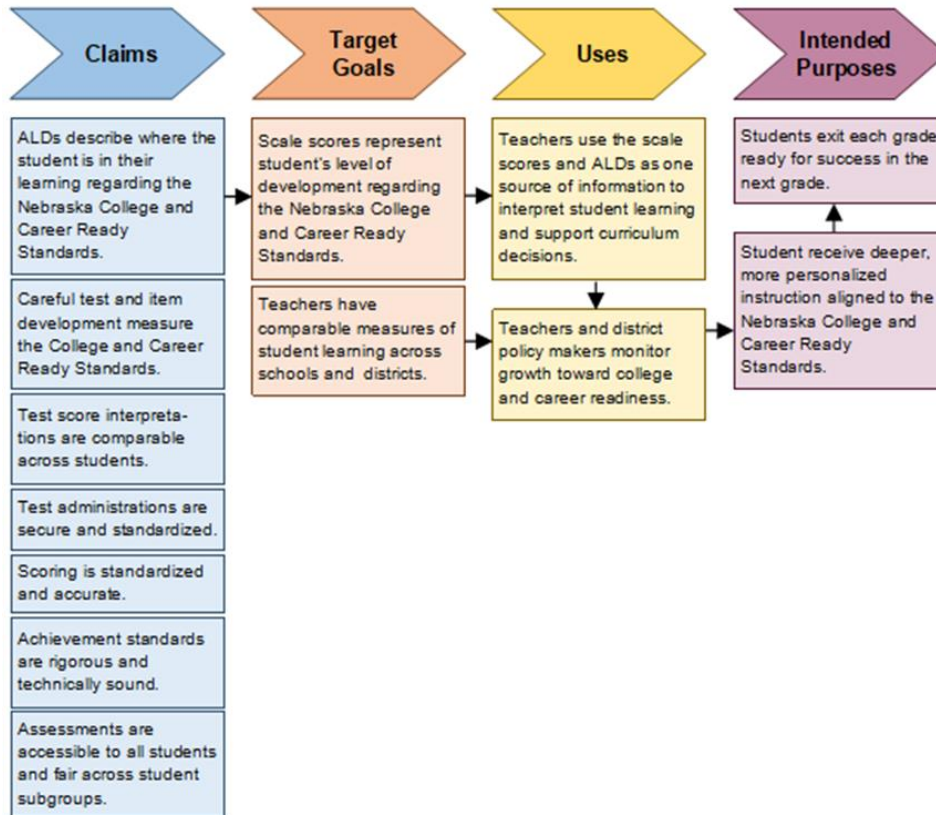 Claims
Target
Goals
Uses
Intended
Purposes
ALDs describe where the
student is in their
learning regarding the
Nebraska College and
Career Ready
Standards.
Careful test and item
development measure
the College and Career
Ready Standards.
Test score interpreta-
tions are comparable
across students.
Test administrations are
secure and standardized.
Scoring is standardized
and accurate.
Achievement standards
are rigorous and
technically sound.
Assessments are
accessible to all students
and fair across student
subgroups.
Scale scores represent
student's level of
development regarding
the Nebraska College
and Career Ready
Standards.
Teachers have
comparable measures of
student learning across
schools and districts.
Teachers use the scale
scores and ALDs as one
source of information to
interpret student learning
and support curriculum
decisions.
Teachers and district
policy makers monitor
growth toward college
and career readiness.
Students exit each grade
ready for success in the
next grade.
Student receive deeper,
more personalized
instruction aligned to the
Nebraska College and
Career Ready
Standards.